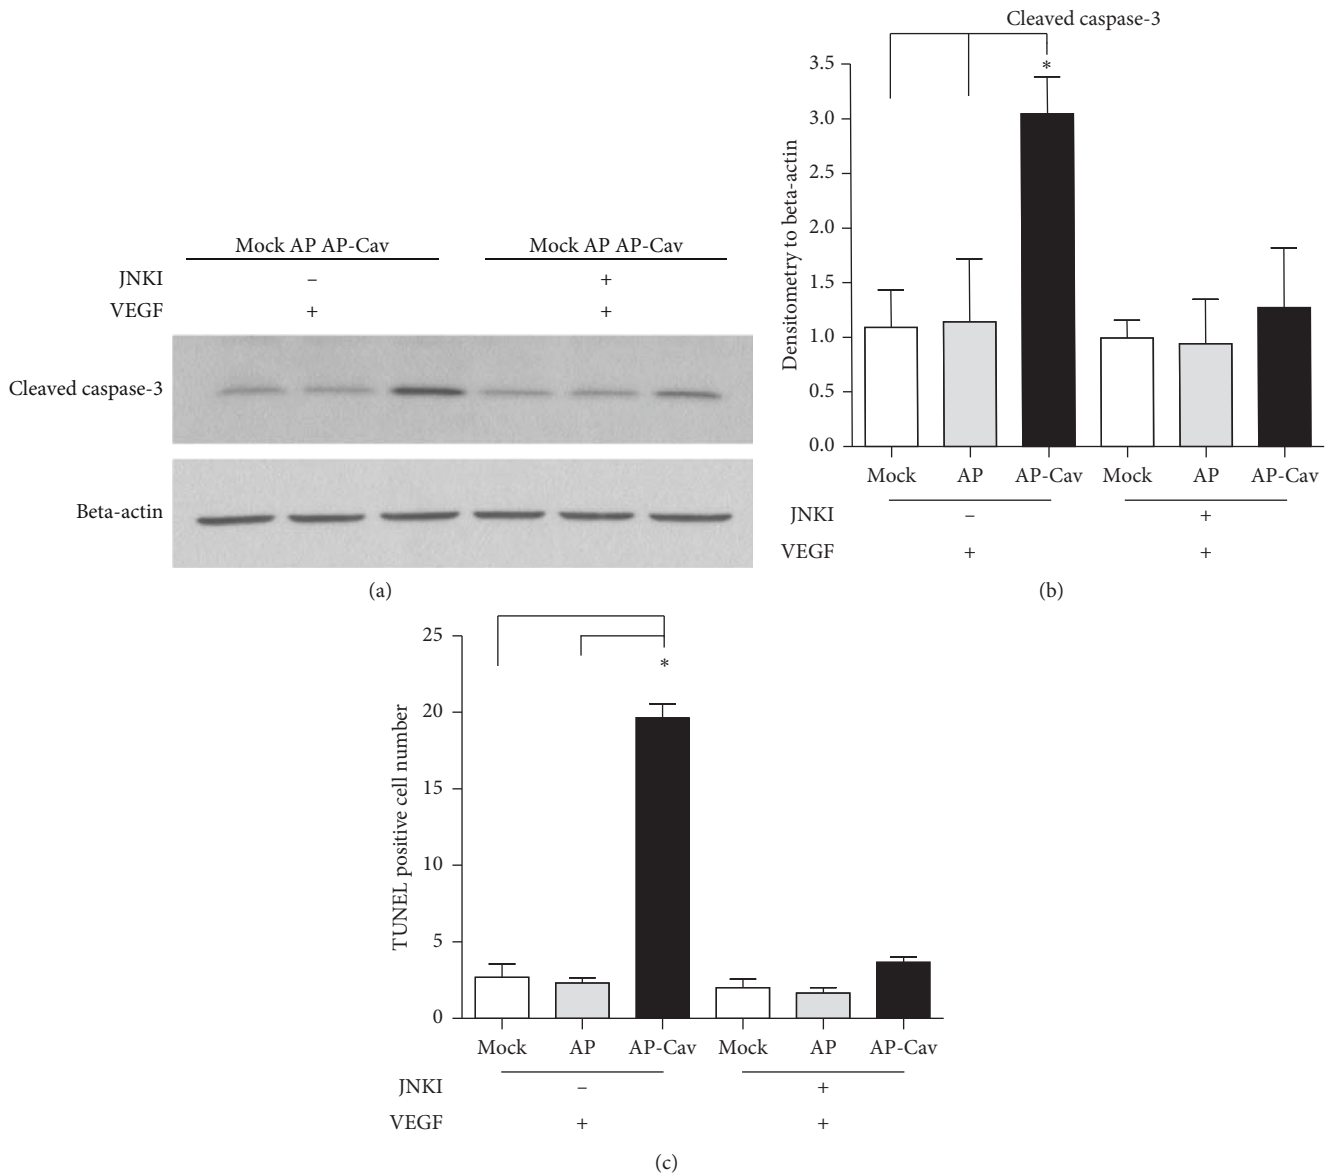 Mock AP AP-Cav Mock AP AP-Cav
JNKI – +
VEGF + +
Cleaved caspase-3
Beta-actin
(a)
Cleaved caspase-3
*
Densitometry to beta-actin
3.5
3.0
2.5
2.0
1.5
1.0
0.5
0.0
Mock AP AP-Cav Mock AP AP-Cav
JNKI – +
VEGF + +
(b)
*
TUNEL positive cell number
25
20
15
10
5
0
Mock AP AP-Cav Mock AP AP-Cav
JNKI – +
VEGF + +
(c)